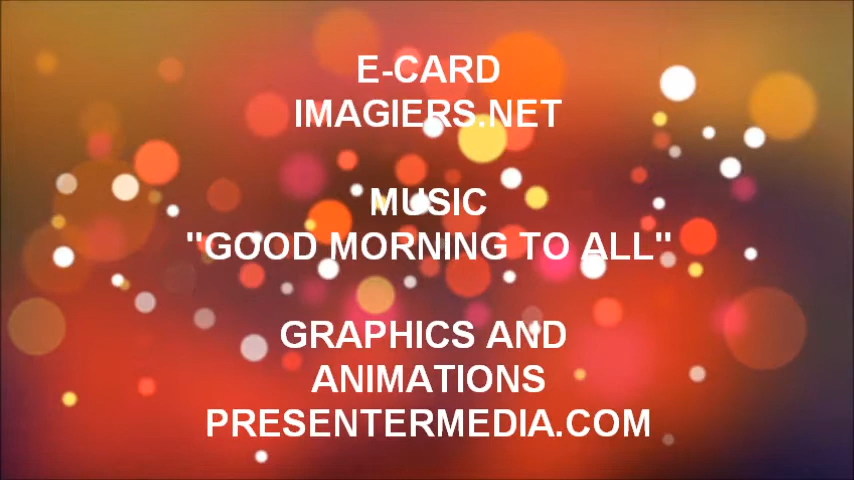 E-CARD
IMAGIERS.NET
MUSIC
"GOOD MORNING TO ALL"
GRAPHICS AND
ANIMATIONS
PRESENTERMEDIA.COM